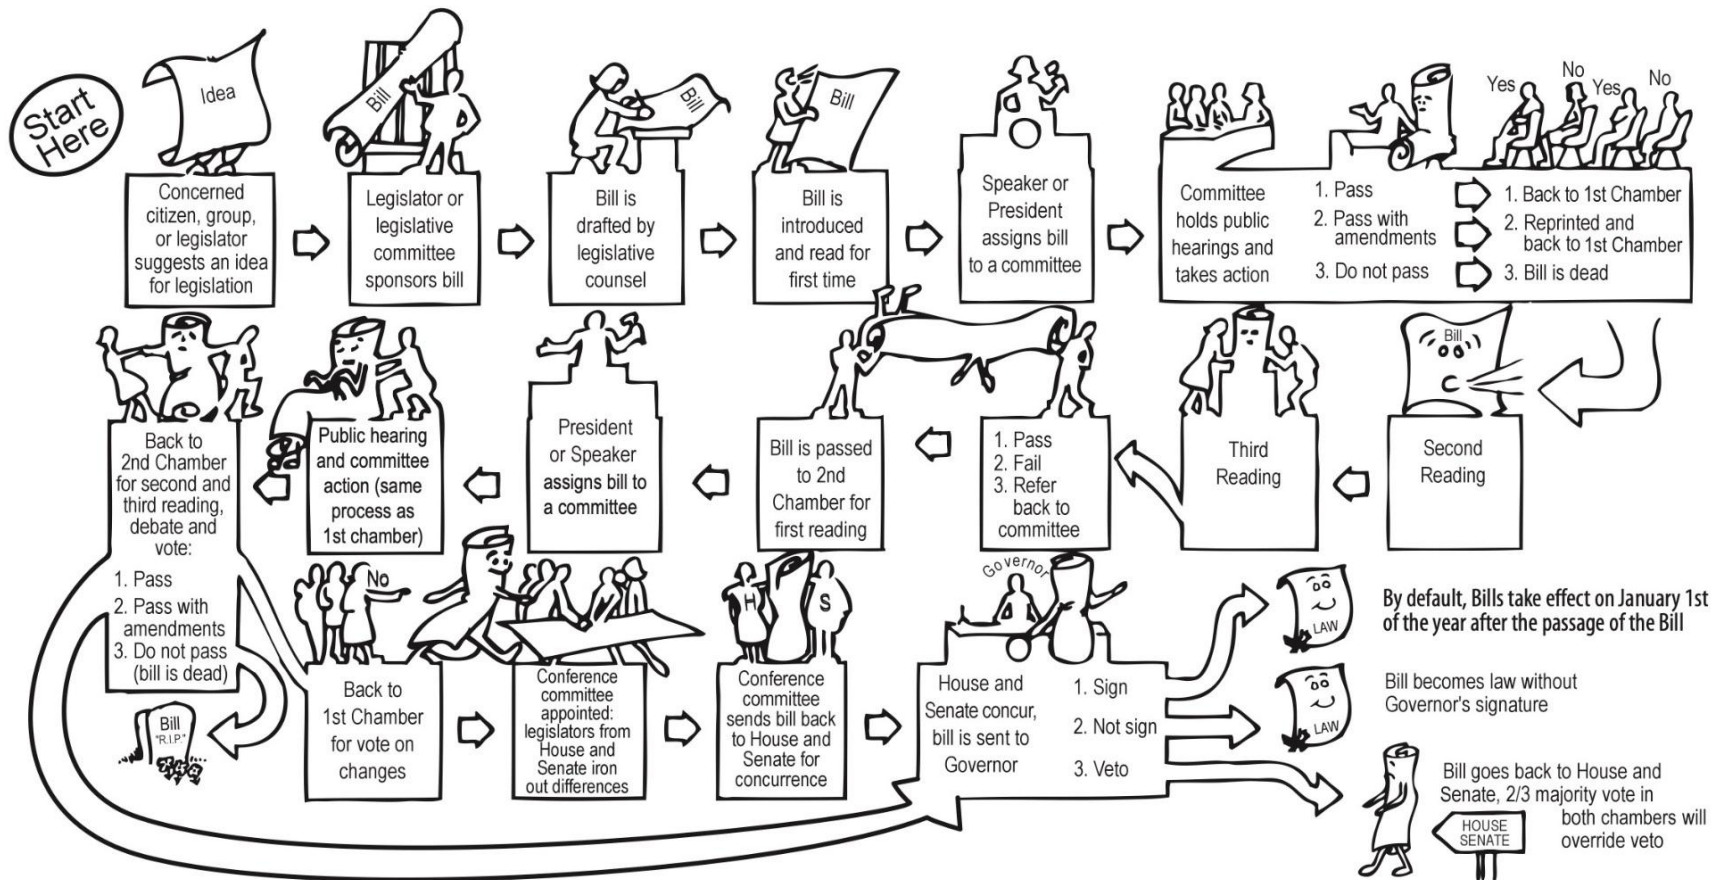 Start
Here
Idea
Concerned
citizen, group,
or legislator
suggests an idea
for legislation
Bill
Legislator or
legislative
committee
sponsors bill
Bill
Bill is
drafted by
legislative
counsel
Bill
Bill is
introduced
and read for
first time
Speaker or
President
assigns bill
to a committee
Committee
holds public
hearings and
takes action
1. Pass
2. Pass with
amendments
3. Do not pass
Yes
No
Yes
No
1. Back to 1st Chamber
2. Reprinted and
back to 1st Chamber
3. Bill is dead
Bill
Second
Reading
Third
Reading
1. Pass
2. Fail
3. Refer
back to
committee
Bill is passed
to 2nd
Chamber for
first reading
President
or Speaker
assigns bill to
a committee
Public hearing
and committee
action (same
process as
1st chamber)
Back to
2nd Chamber
for second and
third reading,
debate and
vote:
1. Pass
2. Pass with
amendments
3. Do not pass
(bill is dead)
Bill
"R.I.P."
No
Back to
1st Chamber
for vote on
changes
Conference
committee
appointed:
legislators from
House and
Senate iron
out differences
H
S
Conference
committee
sends bill back
to House and
Senate for
concurrence
Governor
House and
Senate concur,
bill is sent to
Governor
1. Sign
2. Not sign
3. Veto
LAW
By default, Bills take effect on January 1st
of the year after the passage of the Bill
LAW
Bill becomes law without
Governor's signature
HOUSE
SENATE
Bill goes back to House and
Senate, 2/3 majority vote in
both chambers will
override veto